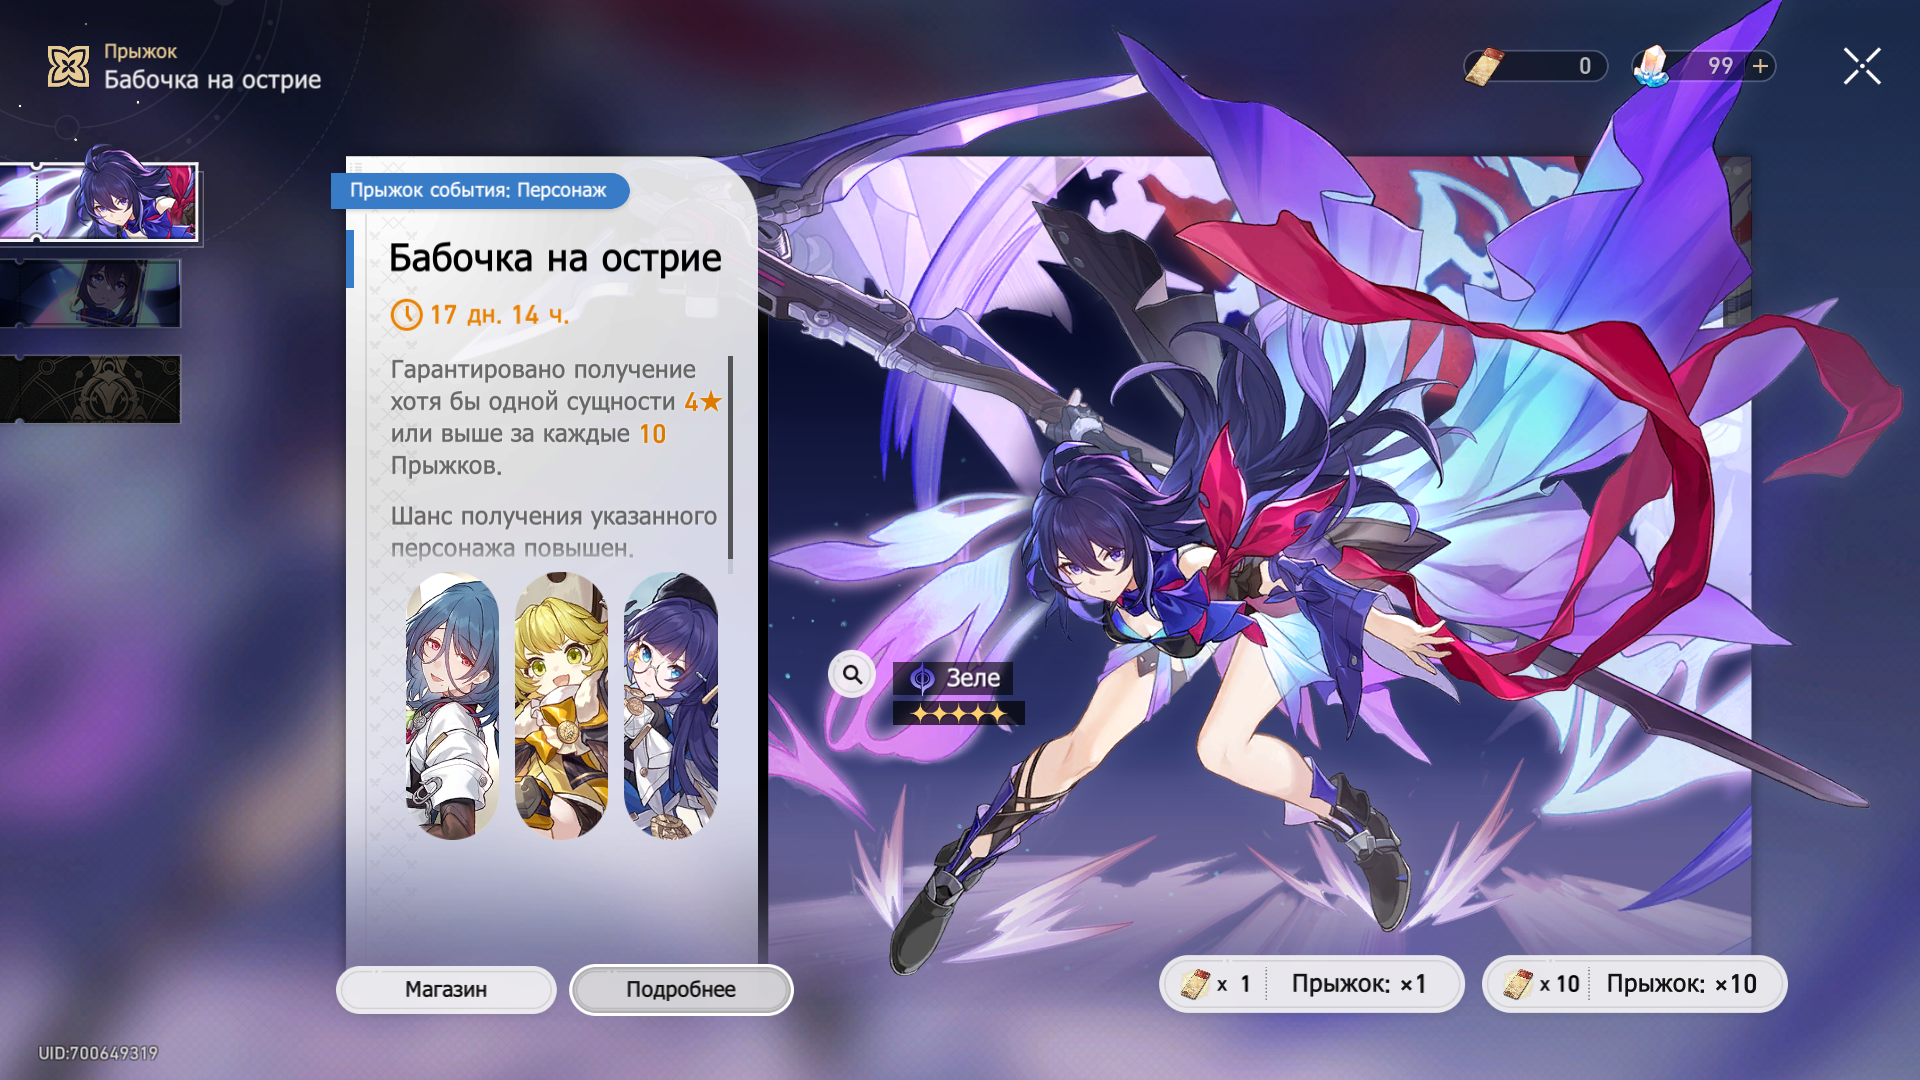 Прыжок
Бабочка на острие
0
99
Прыжок события: Персонаж
Бабочка на острие
17 дн. 14 ч.
Гарантировано получение
хотя бы одной сущности 4★
или выше за каждые 10
Прыжков.
Шанс получения указанного
персонажа повышен.
Зеле
Магазин
Подробнее
x 1 Прыжок: ×1
x 10 Прыжок: ×10
UID:700649319